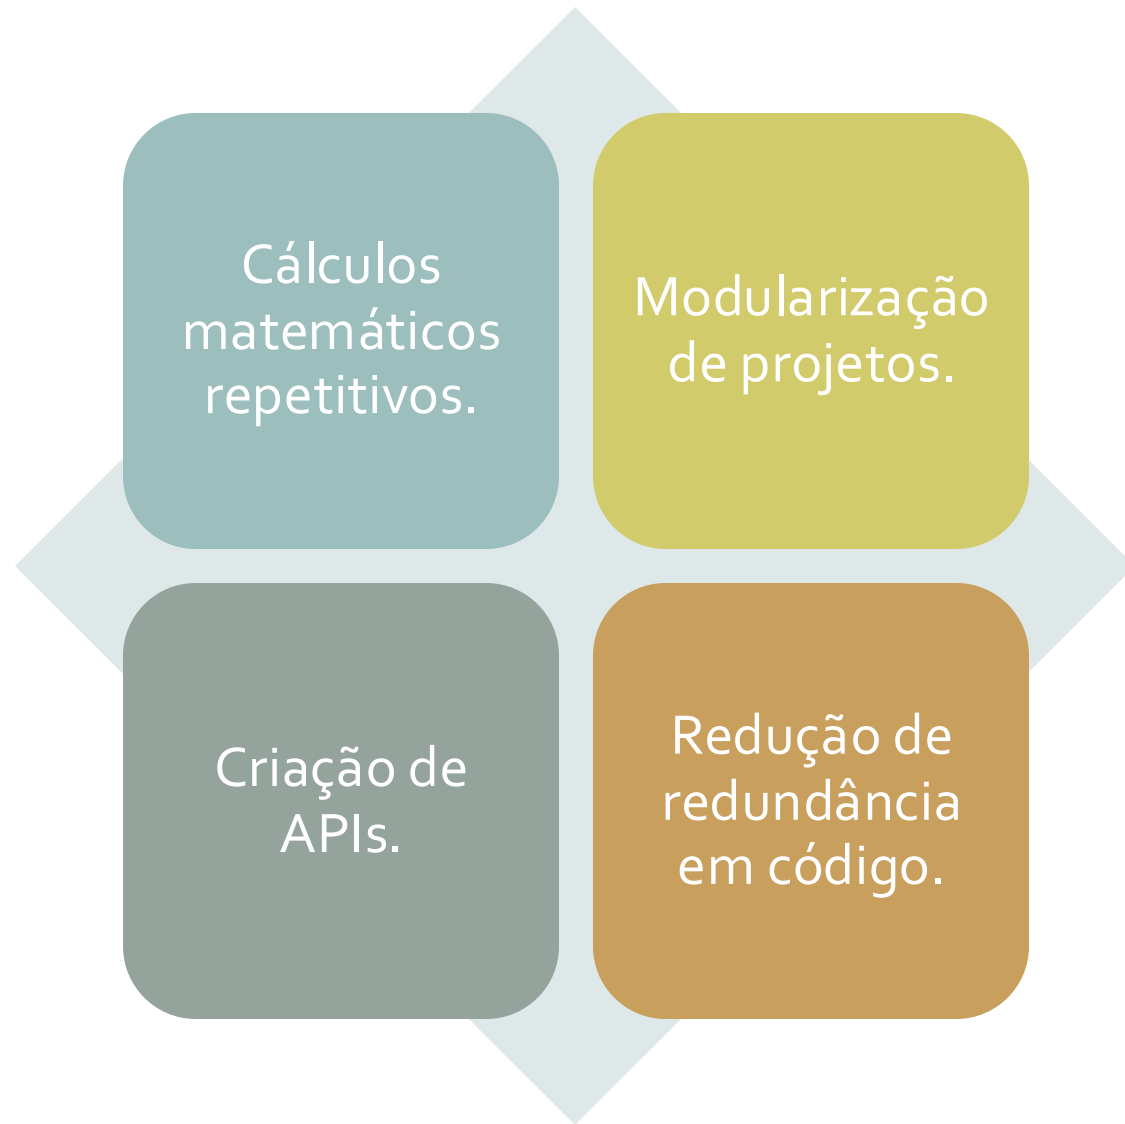 Cálculos
matemáticos
repetitivos.
Modularização
de projetos.
Criação de
APIs.
Redução de
redundância
em código.